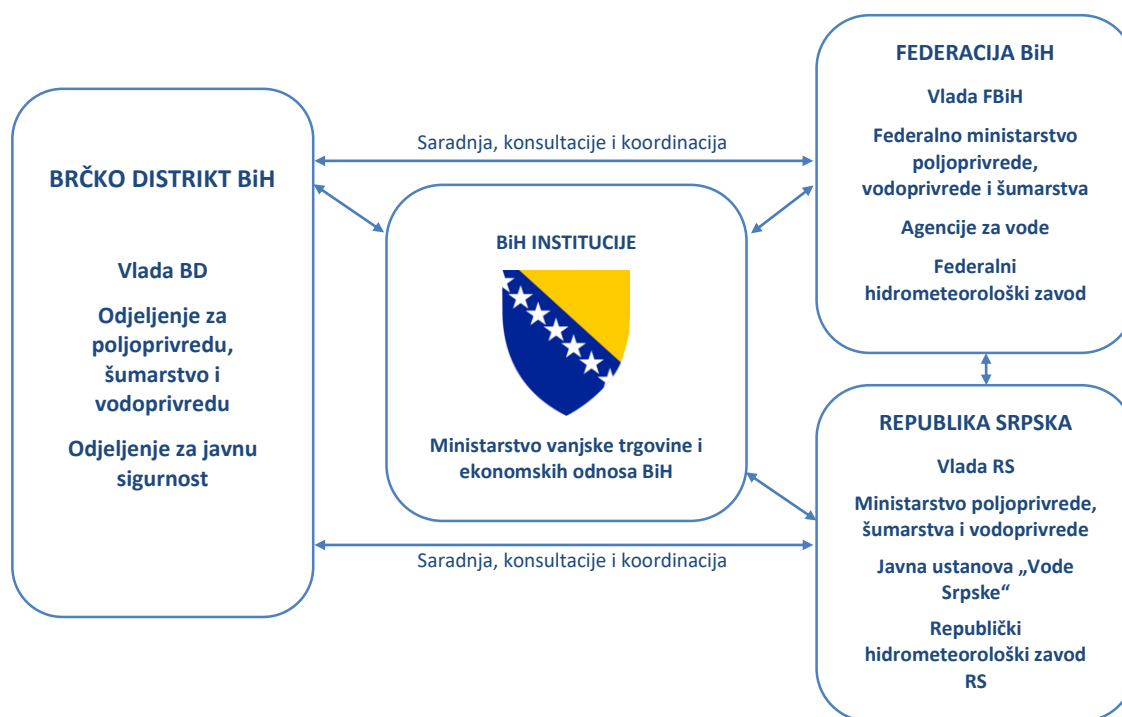 BRČKO DISTRIKT BiH
Vlada BD
Odjeljenje za
poljoprivredu,
šumarstvo i
vodoprivredu
Odjeljenje za javnu
sigurnost
Saradnja, konsultacije i koordinacija
BiH INSTITUCIJE
Ministarstvo vanjske trgovine i
ekonomskih odnosa BiH
Saradnja, konsultacije i koordinacija
FEDERACIJA BiH
Vlada FBiH
Federalno ministarstvo
poljoprivrede,
vodoprivrede i šumarstva
Agencije za vode
Federalni
hidrometeorološki zavod
REPUBLIKA SRPSKA
Vlada RS
Ministarstvo poljoprivrede,
šumarstva i vodoprivrede
Javna ustanova „Vode
Srpske“
Republički
hidrometeorološki zavod
RS